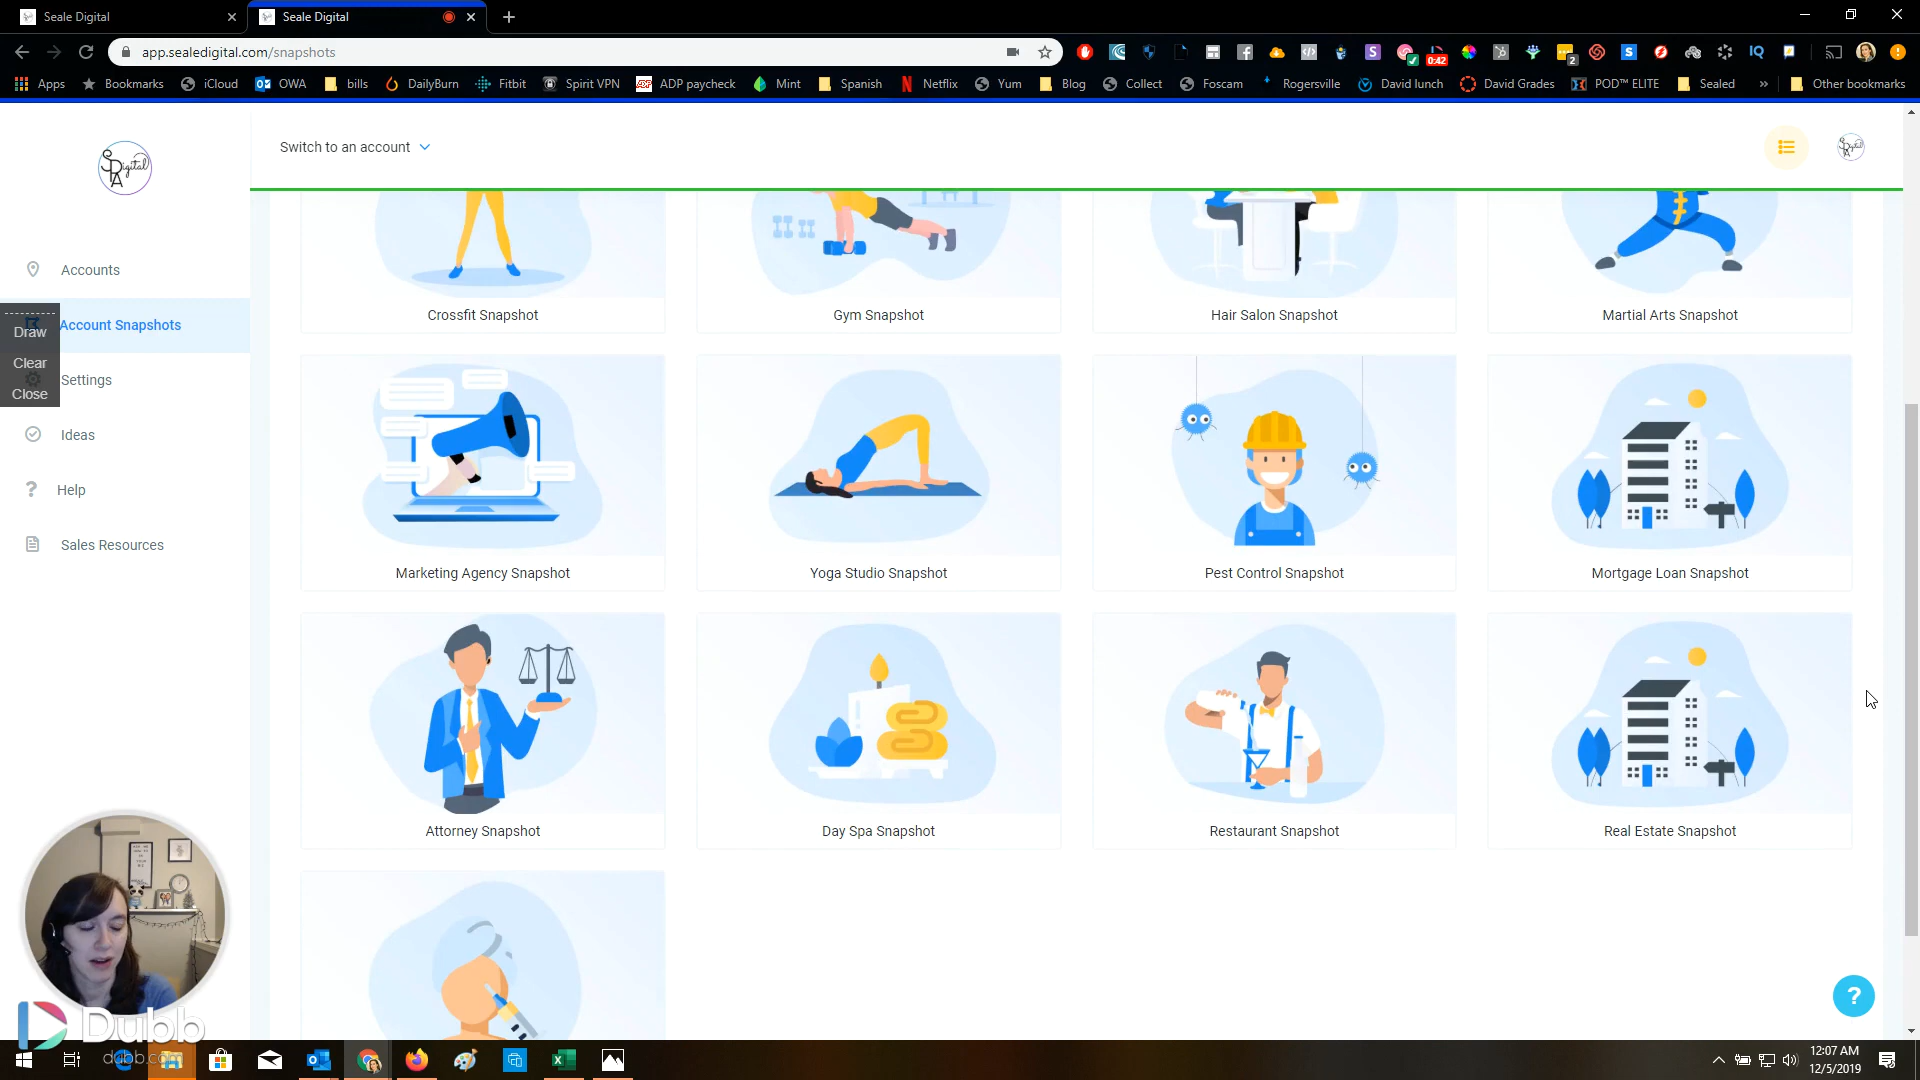 Seale Digital
Seale Digital
app.sealedigital.com/snapshots
0:42
2
IQ
Apps
Bookmarks
iCloud
OWA
bills
DailyBurn
Fitbit
Spirit VPN
ADP paycheck
Mint
Spanish
Netflix
Yum
Blog
Collect
Foscam
Rogersville
David lunch
David Grades
POD™ ELITE
Sealed
»
Other bookmarks
Switch to an account
Accounts
Account Snapshots
Settings
Ideas
Help
Sales Resources
Draw
Clear
Close
Crossfit Snapshot
Gym Snapshot
Hair Salon Snapshot
Martial Arts Snapshot
Marketing Agency Snapshot
Yoga Studio Snapshot
Pest Control Snapshot
Mortgage Loan Snapshot
Attorney Snapshot
Day Spa Snapshot
Restaurant Snapshot
Real Estate Snapshot
?
Dubb
12:07 AM
12/5/2019